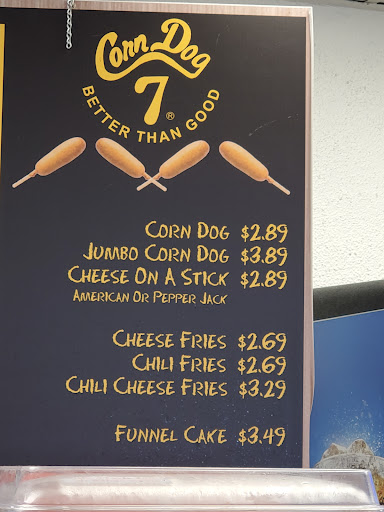 Corn Dog
7®
BETTER THAN GOOD
CORN DOG $2.89
JUMBO CORN DOG $3.89
CHEESE ON A STICK $2.89
AMERICAN OR PEPPER JACK
CHEESE FRIES $2.69
CHILI FRIES $2.69
CHILI CHEESE FRIES $3.29
FUNNEL CAKE $3.49